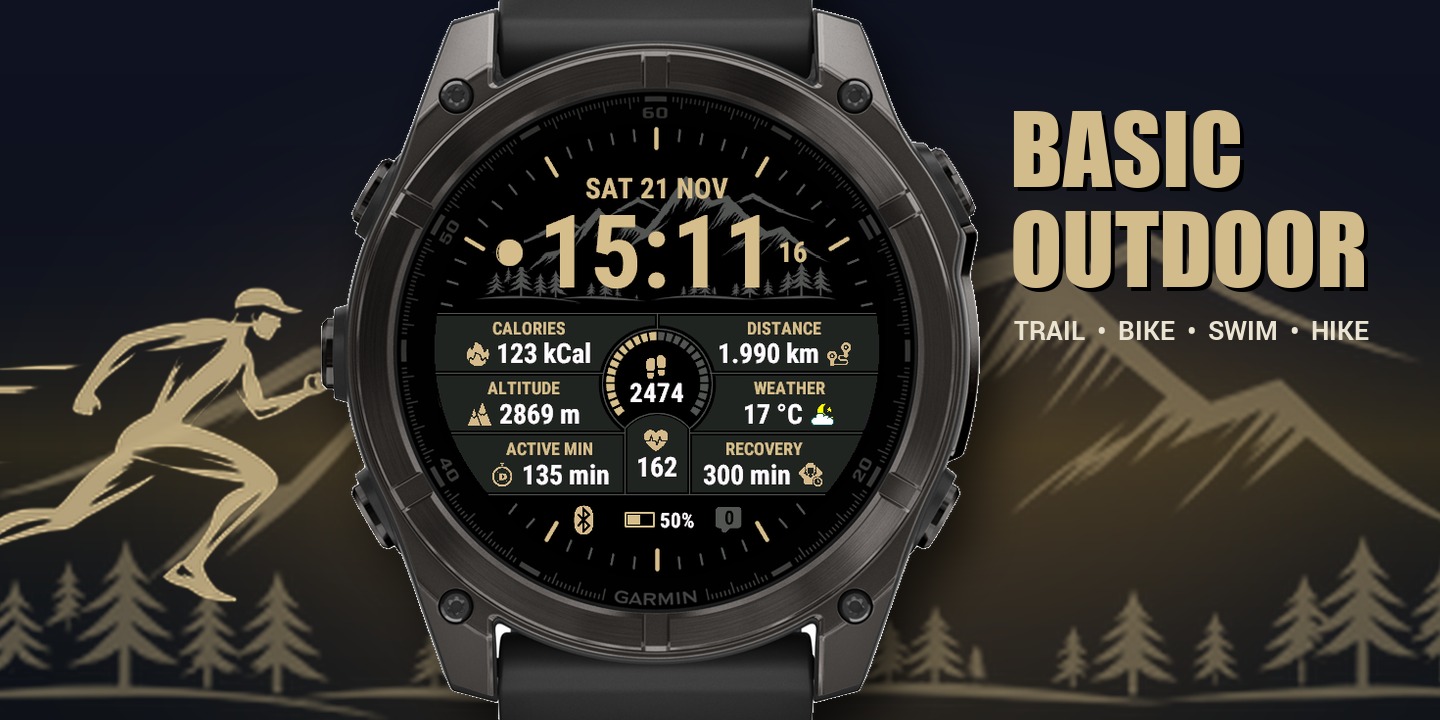 60
SAT 21 NOV
15:11 16
50
CALORIES
123 kCal
DISTANCE
1.990 km
2474
ALTITUDE
2869 m
WEATHER
17 °C
ACTIVE MIN
135 min
162
RECOVERY
300 min
40
20
50%
0
GARMIN
BASIC
OUTDOOR
TRAIL • BIKE • SWIM • HIKE